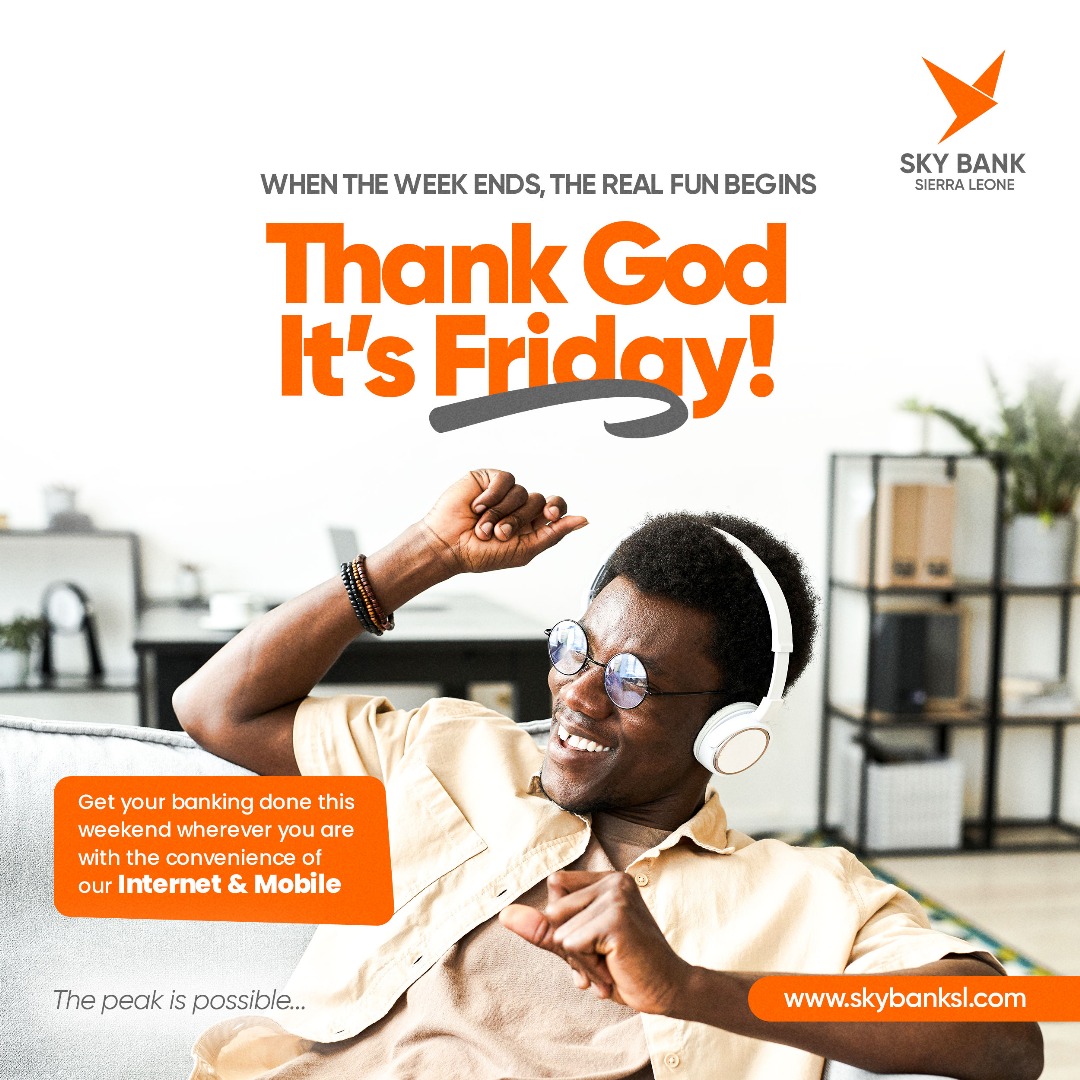 SKY BANK
SIERRA LEONE
WHEN THE WEEK ENDS, THE REAL FUN BEGINS
Thank God
It's Friday!
Get your banking done this
weekend wherever you are
with the convenience of
our Internet & Mobile
The peak is possible...
www.skybanksl.com